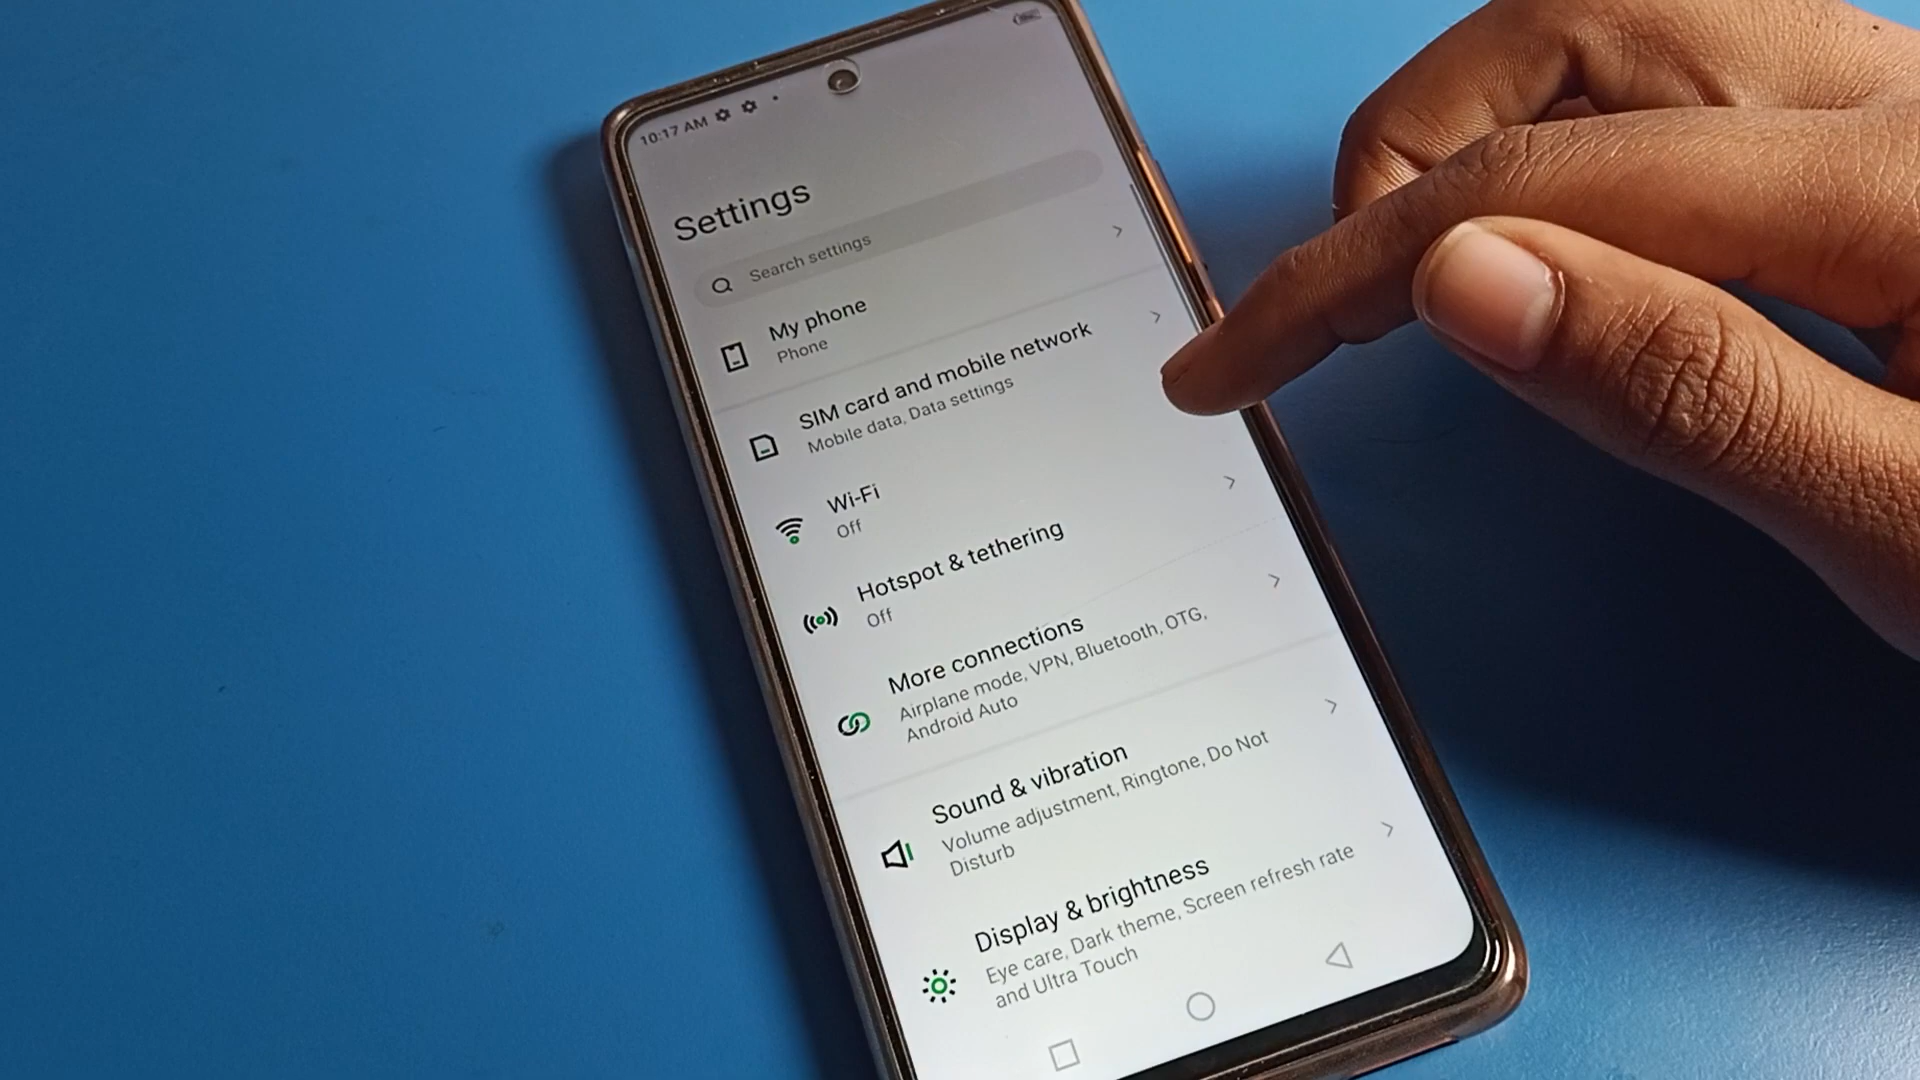 10:17 AM
Settings
Search settings
My phone
Phone
SIM card and mobile network
Mobile data, Data settings
Wi-Fi
Off
Hotspot & tethering
Off
More connections
Airplane mode, VPN, Bluetooth, OTG,
Android Auto
Sound & vibration
Volume adjustment, Ringtone, Do Not
Disturb
Display & brightness
Eye care, Dark theme, Screen refresh rate
and Ultra Touch